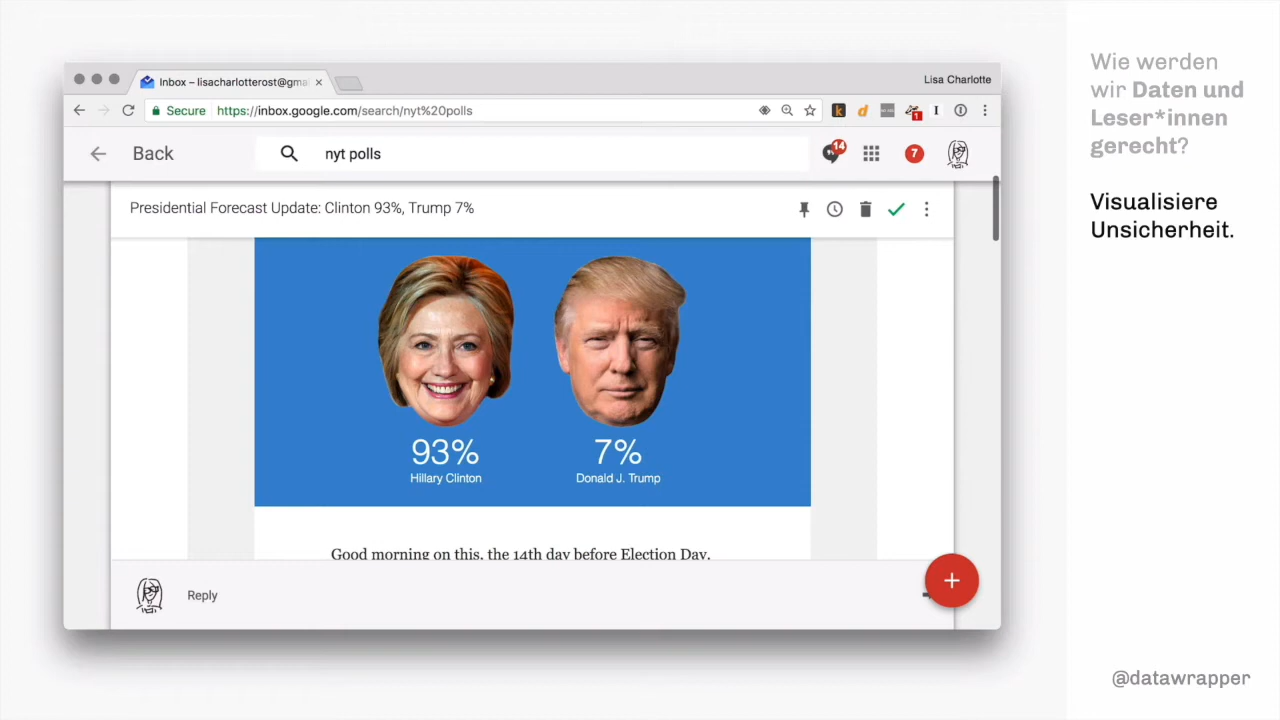 Inbox – lisacharlotterost@gma
Lisa Charlotte
Secure https://inbox.google.com/search/nyt%20polls
Back
nyt polls
14
7
1
Presidential Forecast Update: Clinton 93%, Trump 7%
93%
Hillary Clinton
7%
Donald J. Trump
Good morning on this, the 14th day before Election Day.
Reply
Wie werden
wir Daten und
Leser*innen
gerecht?
Visualisiere
Unsicherheit.
@datawrapper